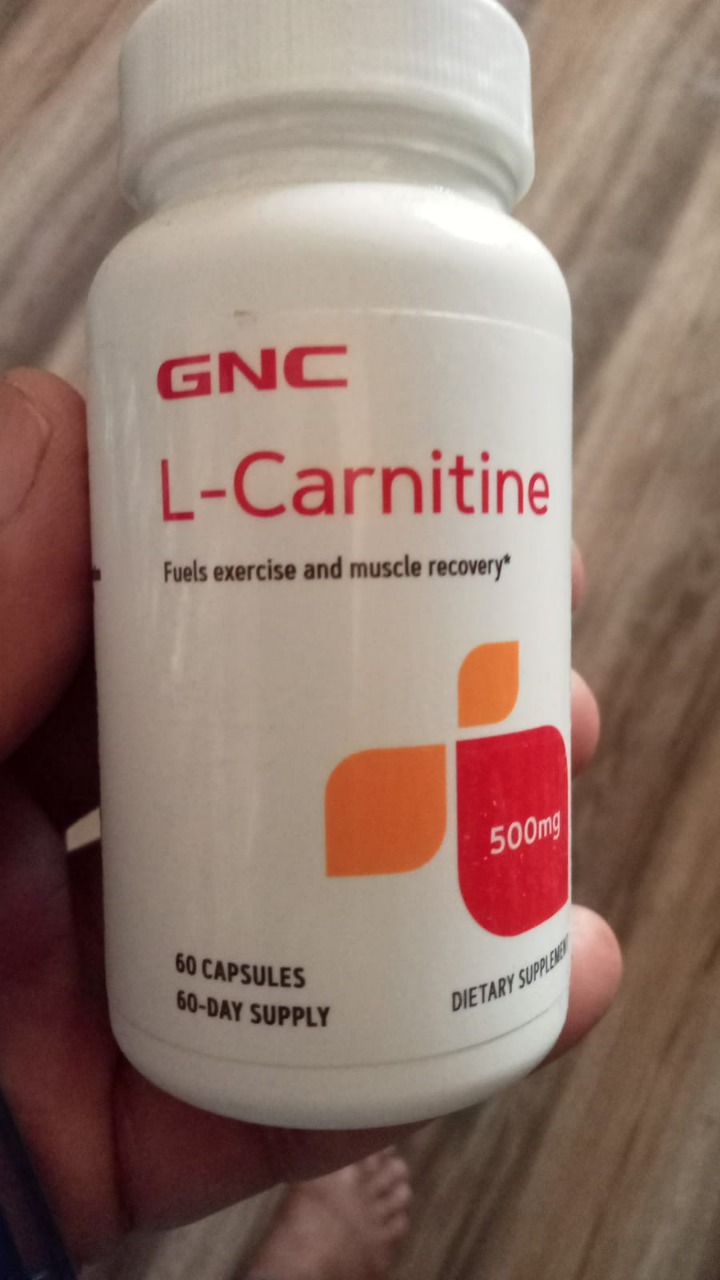 GNC
L-Carnitine
Fuels exercise and muscle recovery*
500mg
60 CAPSULES
60-DAY SUPPLY
DIETARY SUPPLEMENT